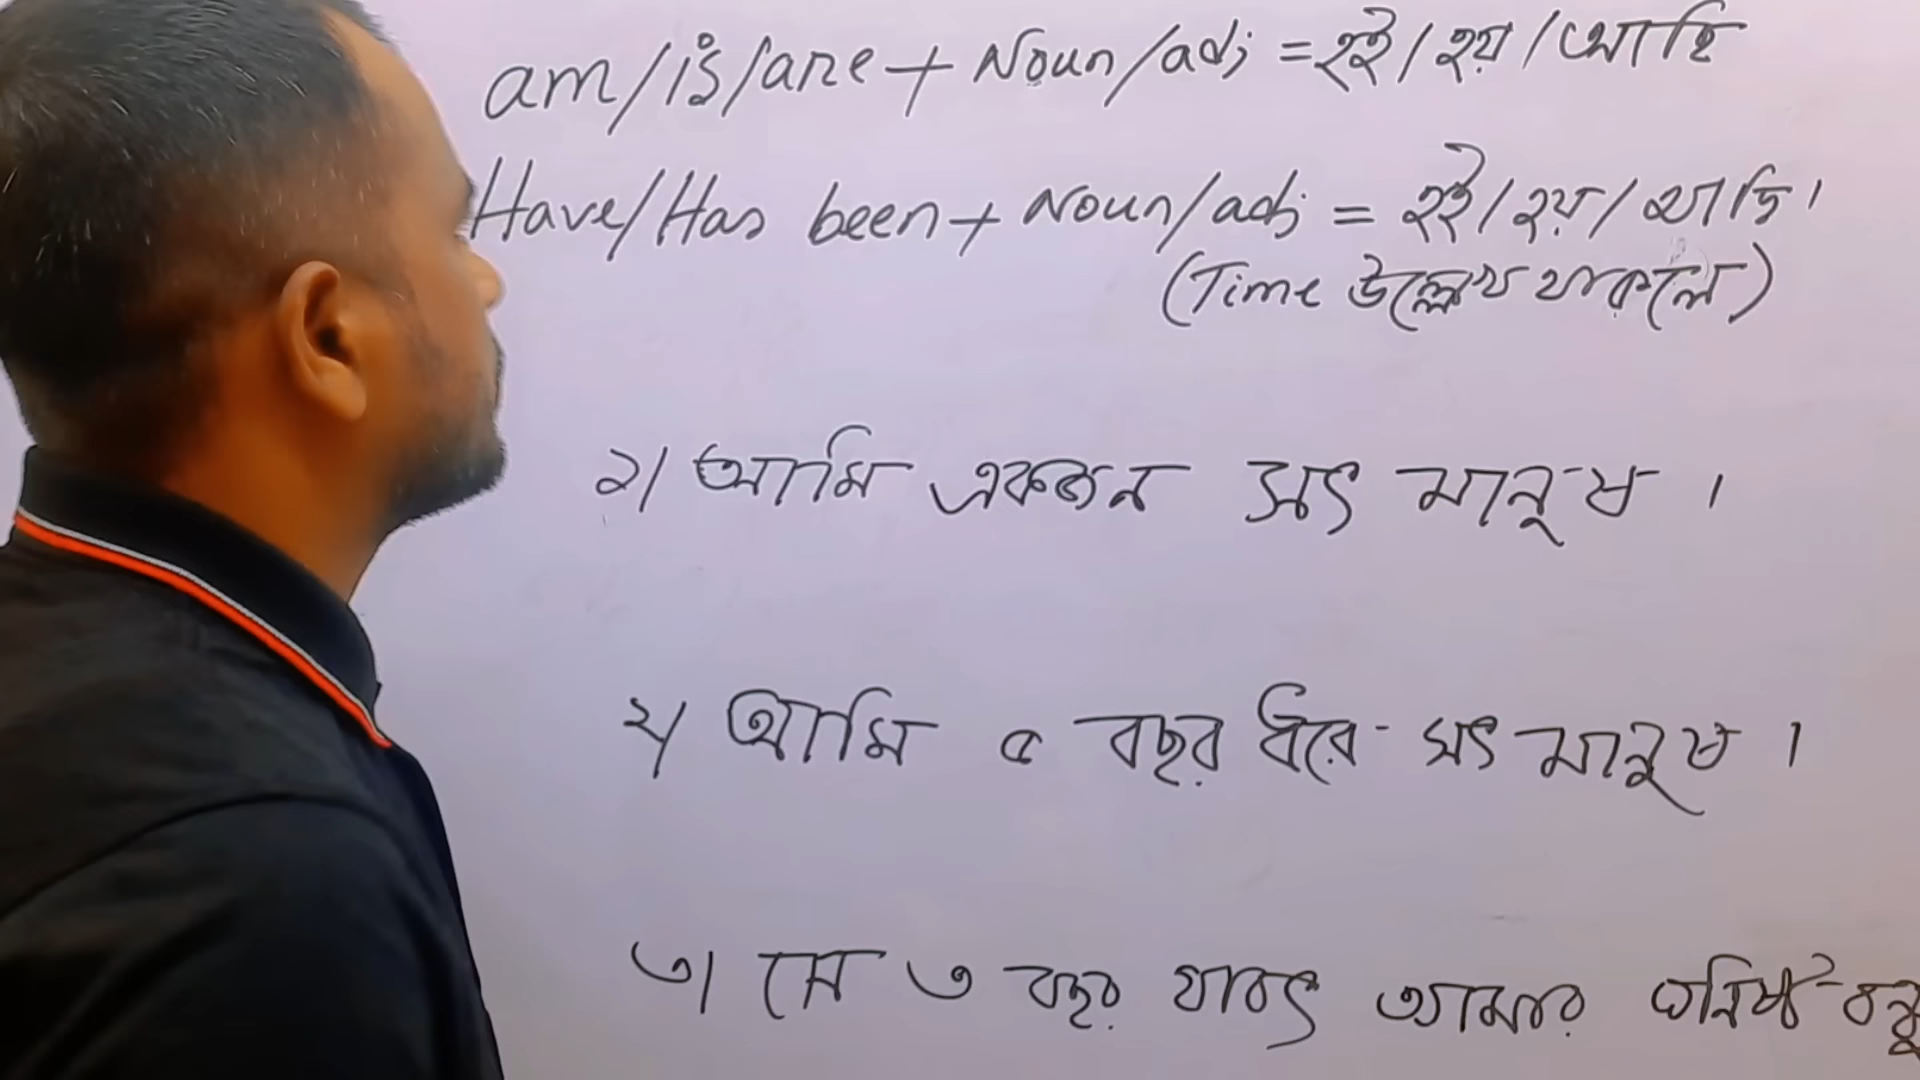 am/is/are + Noun/adj = হই/হয়/আছি
Have/Has been + Noun/adj = হই/হয়/আছি।
(Time উল্লেখ থাকলে)
১। আমি একজন সৎ মানুষ।
২। আমি ৫ বছর ধরে সৎ মানুষ।
৩। সে ৩ বছর যাবৎ আমার ঘনিষ্ঠ বন্ধু